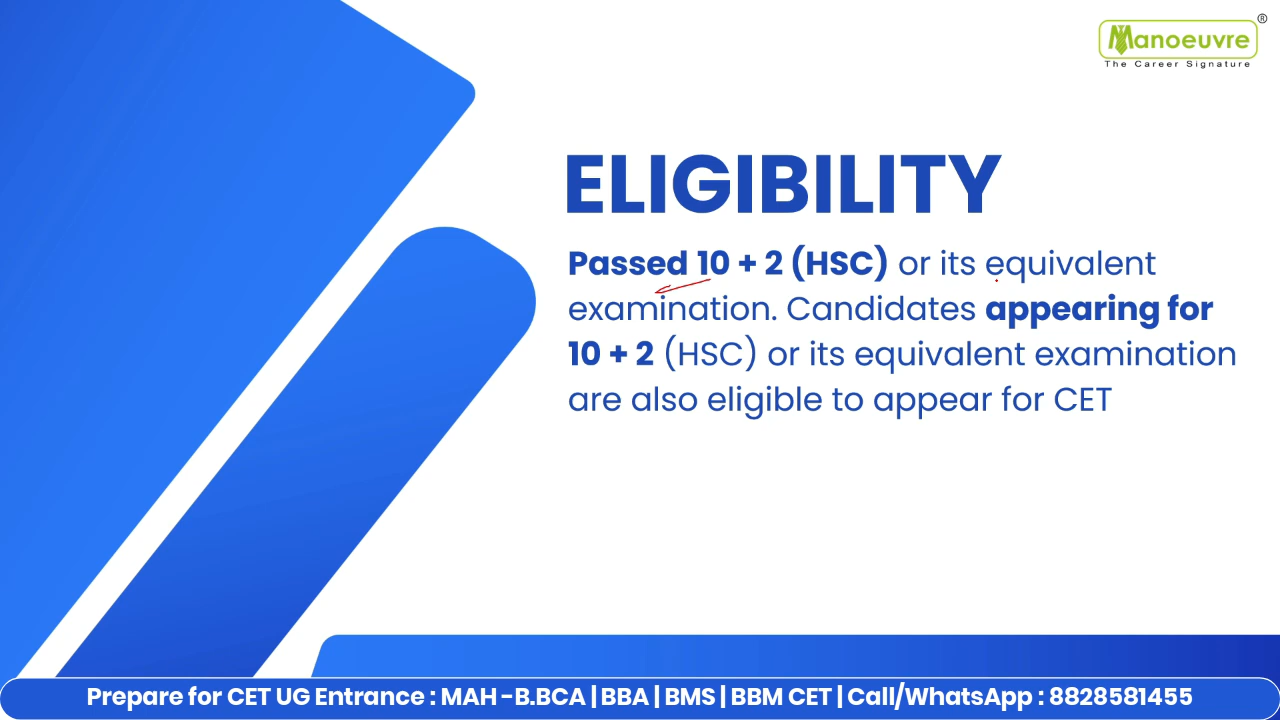 Manoeuvre ®
The Career Signature
ELIGIBILITY
Passed 10 + 2 (HSC) or its equivalent
examination. Candidates appearing for
10 + 2 (HSC) or its equivalent examination
are also eligible to appear for CET
Prepare for CET UG Entrance : MAH -B.BCA | BBA | BMS | BBM CET | Call/WhatsApp : 8828581455